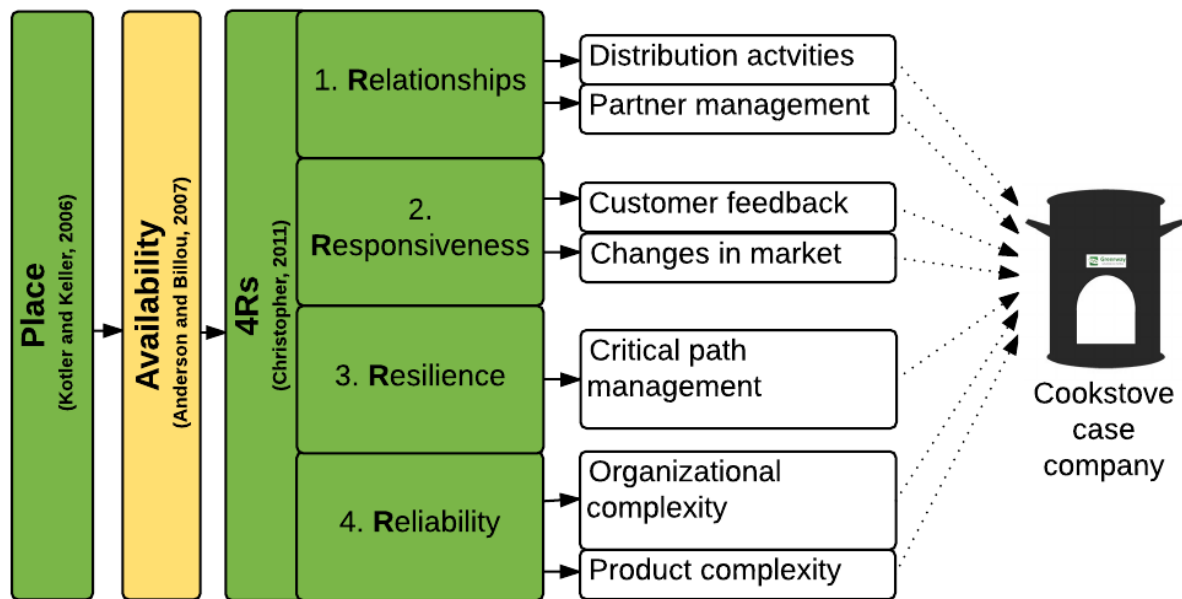 Place
(Kotler and Keller, 2006)
Availability
(Anderson and Billou, 2007)
4Rs
(Christopher, 2011)
1. Relationships
Distribution actvities
Partner management
2.
Responsiveness
Customer feedback
Changes in market
3. Resilience
Critical path
management
4. Reliability
Organizational
complexity
Product complexity
Greenway
Cookstove
case
company